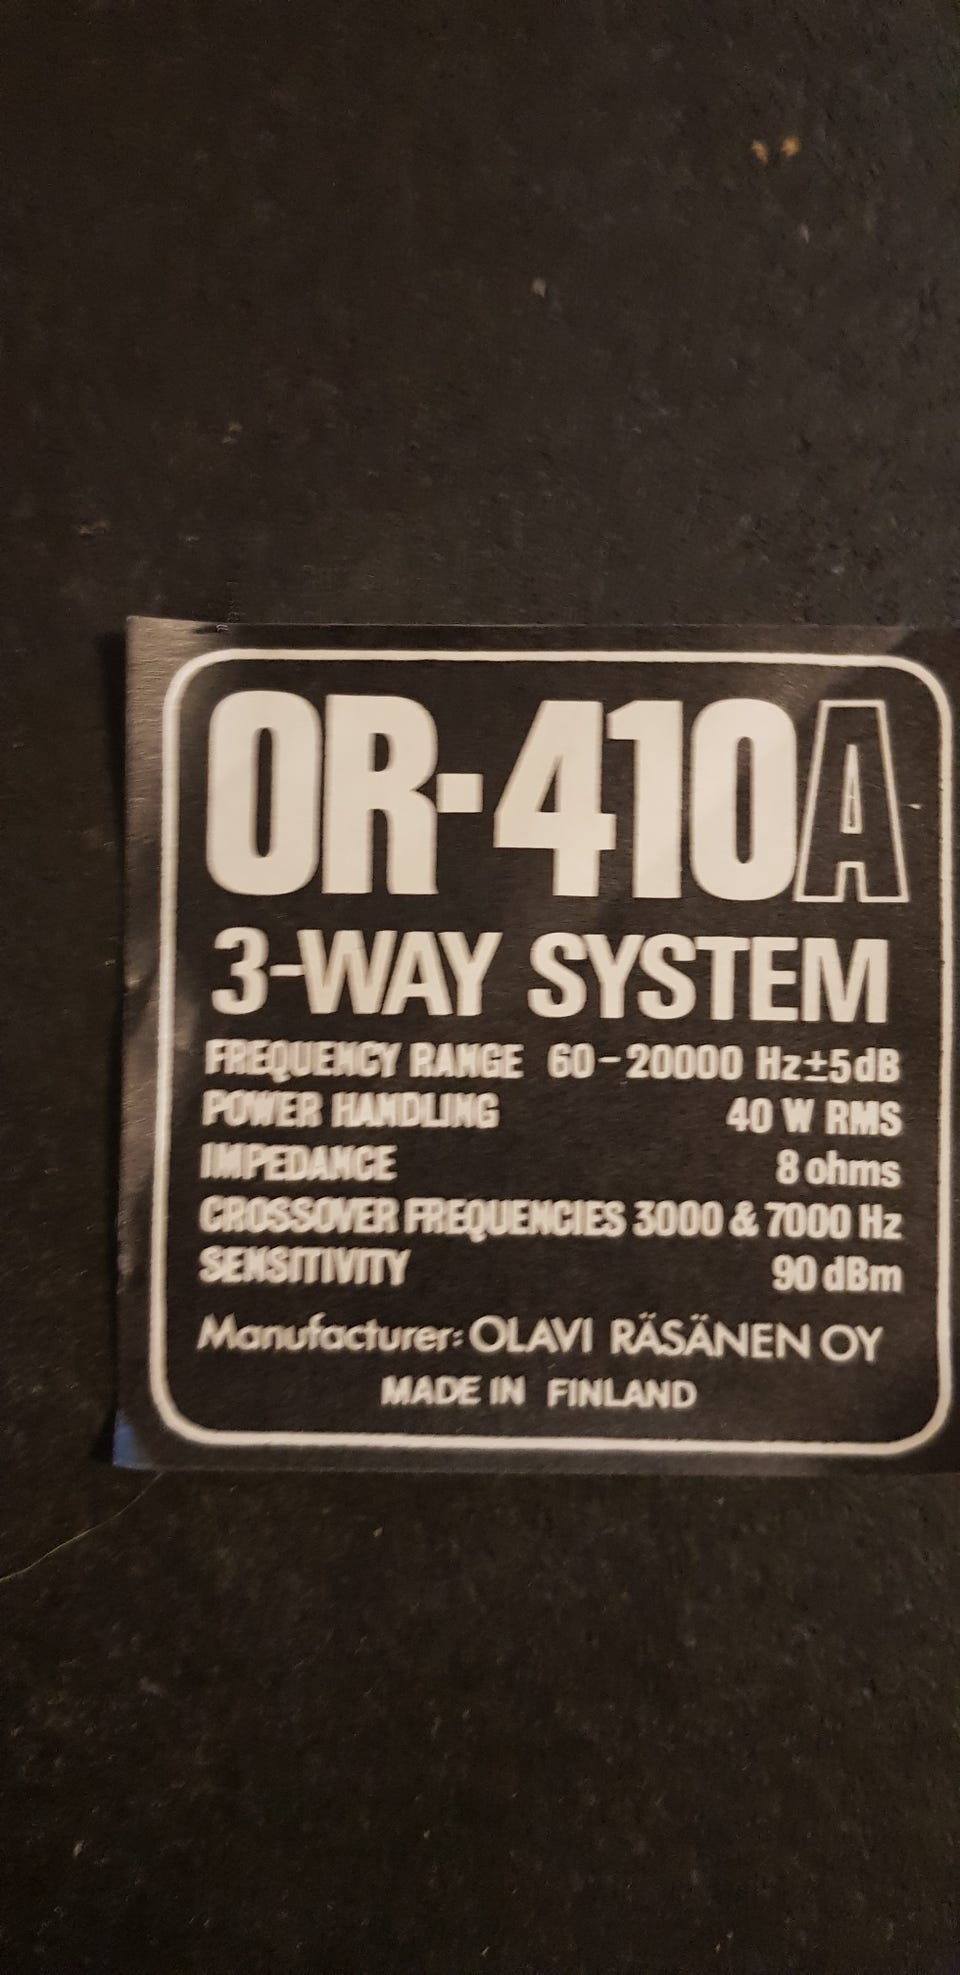 OR-410A
3-WAY SYSTEM
FREQUENCY RANGE 60-20000 Hz±5dB
POWER HANDLING 40 W RMS
IMPEDANCE 8 ohms
CROSSOVER FREQUENCIES 3000 & 7000 Hz
SENSITIVITY 90 dBm
Manufacturer: OLAVI RÄSÄNEN OY
MADE IN FINLAND